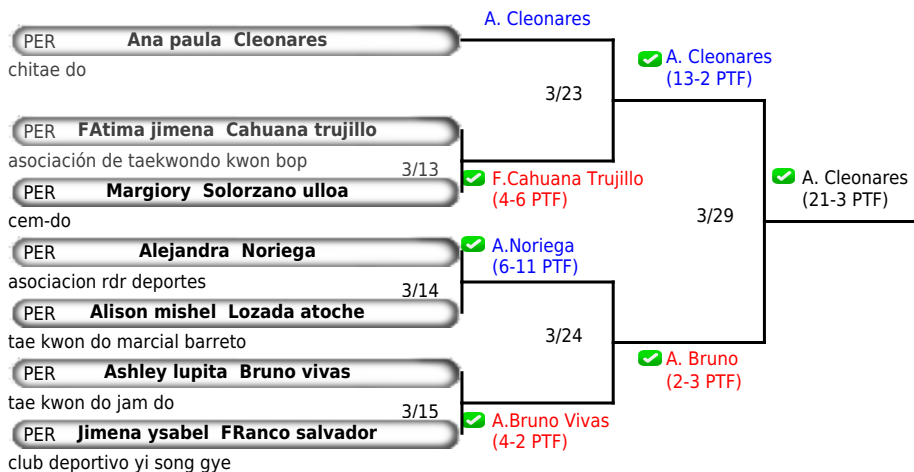 A. Cleonares
PER Ana paula Cleonares
chitae do
A. Cleonares
(13-2 PTF)
3/23
PER FAtima jimena Cahuana trujillo
asociación de taekwondo kwon bop
3/13
F.Cahuana Trujillo
(4-6 PTF)
PER Margiory Solorzano ulloa
cem-do
A. Cleonares
(21-3 PTF)
3/29
PER Alejandra Noriega
asociacion rdr deportes
A.Noriega
(6-11 PTF)
3/14
PER Alison mishel Lozada atoche
tae kwon do marcial barreto
3/24
PER Ashley lupita Bruno vivas
tae kwon do jam do
A. Bruno
(2-3 PTF)
3/15
A.Bruno Vivas
(4-2 PTF)
PER Jimena ysabel FRanco salvador
club deportivo yi song gye